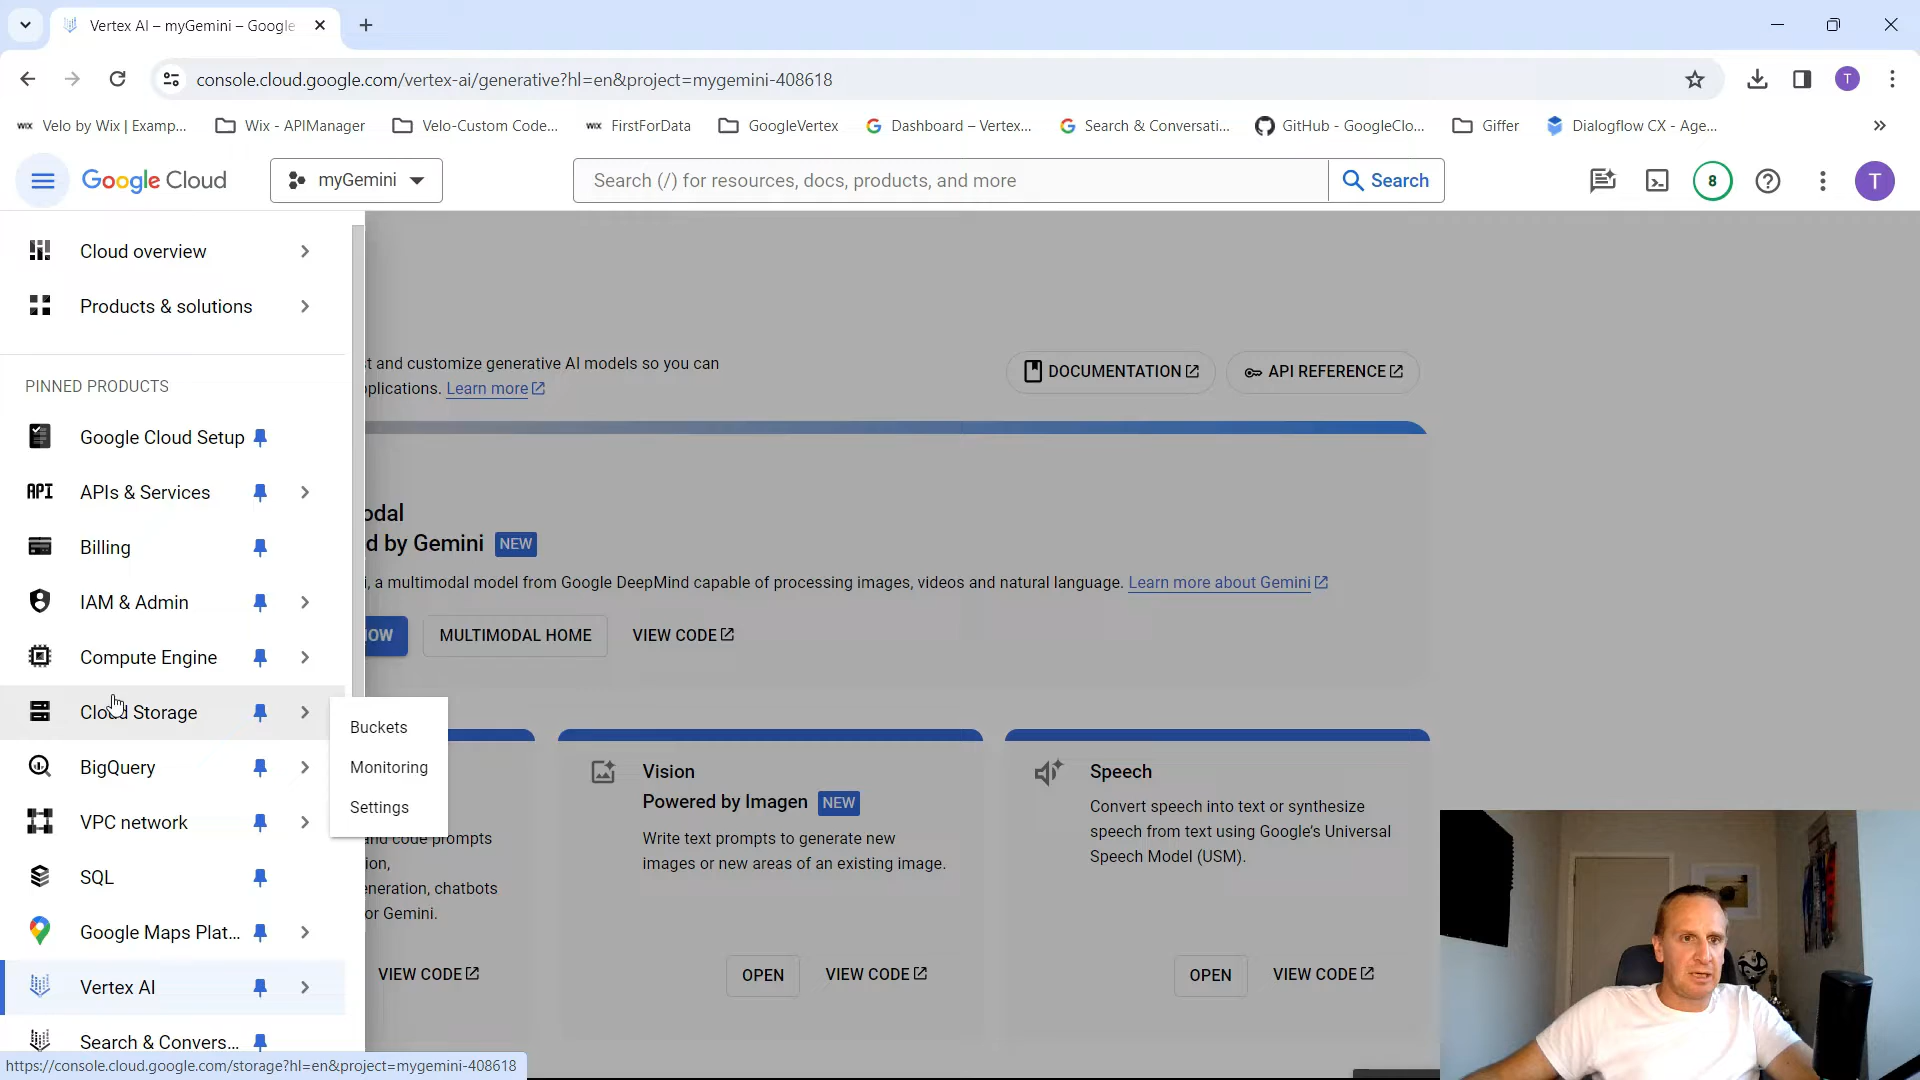 Vertex AI – myGemini – Google
console.cloud.google.com/vertex-ai/generative?hl=en&project=mygemini-408618
T
WIX Velo by Wix | Examp...
Wix - APIManager
Velo-Custom Code...
WIX FirstForData
GoogleVertex
Dashboard – Vertex...
Search & Conversati...
GitHub - GoogleClo...
Giffer
Dialogflow CX - Age...
Google Cloud
myGemini
Search (/) for resources, docs, products, and more
Search
8
T
Cloud overview
Products & solutions
PINNED PRODUCTS
Google Cloud Setup
API APIs & Services
Billing
IAM & Admin
Compute Engine
Cloud Storage
BigQuery
VPC network
SQL
Google Maps Plat...
Vertex AI
Search & Convers...
Buckets
Monitoring
Settings
t and customize generative AI models so you can
plications. Learn more
DOCUMENTATION
API REFERENCE
odal
d by Gemini NEW
i, a multimodal model from Google DeepMind capable of processing images, videos and natural language. Learn more about Gemini
OW
MULTIMODAL HOME
VIEW CODE
and code prompts
ion,
eneration, chatbots
or Gemini.
VIEW CODE
Vision
Powered by Imagen NEW
Write text prompts to generate new
images or new areas of an existing image.
OPEN
VIEW CODE
Speech
Convert speech into text or synthesize
speech from text using Google's Universal
Speech Model (USM).
OPEN
VIEW CODE
https://console.cloud.google.com/storage?hl=en&project=mygemini-408618